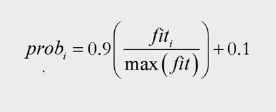 prob_i = 0.9 ( fit_i / max ( fit ) ) + 0.1